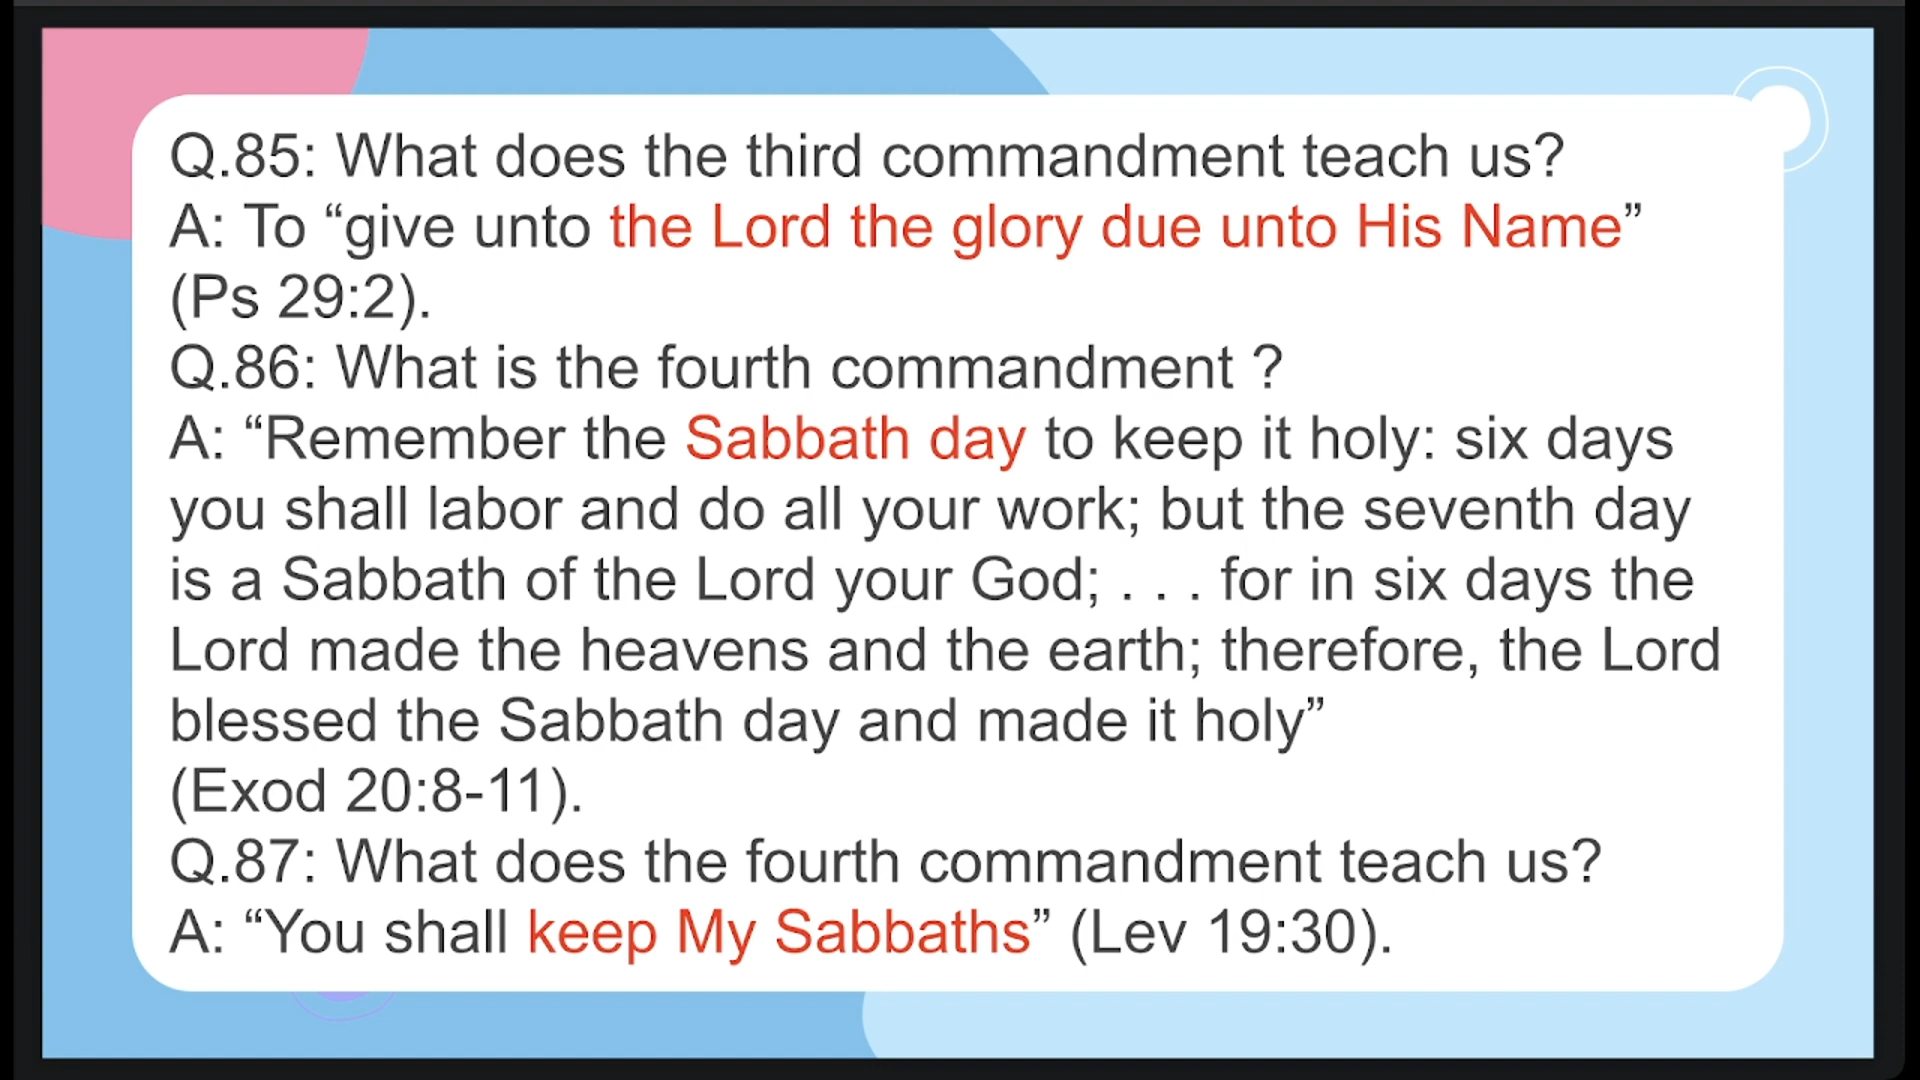 Q.85: What does the third commandment teach us?
A: To “give unto the Lord the glory due unto His Name”
(Ps 29:2).
Q.86: What is the fourth commandment ?
A: “Remember the Sabbath day to keep it holy: six days
you shall labor and do all your work; but the seventh day
is a Sabbath of the Lord your God; . . . for in six days the
Lord made the heavens and the earth; therefore, the Lord
blessed the Sabbath day and made it holy”
(Exod 20:8-11).
Q.87: What does the fourth commandment teach us?
A: “You shall keep My Sabbaths” (Lev 19:30).